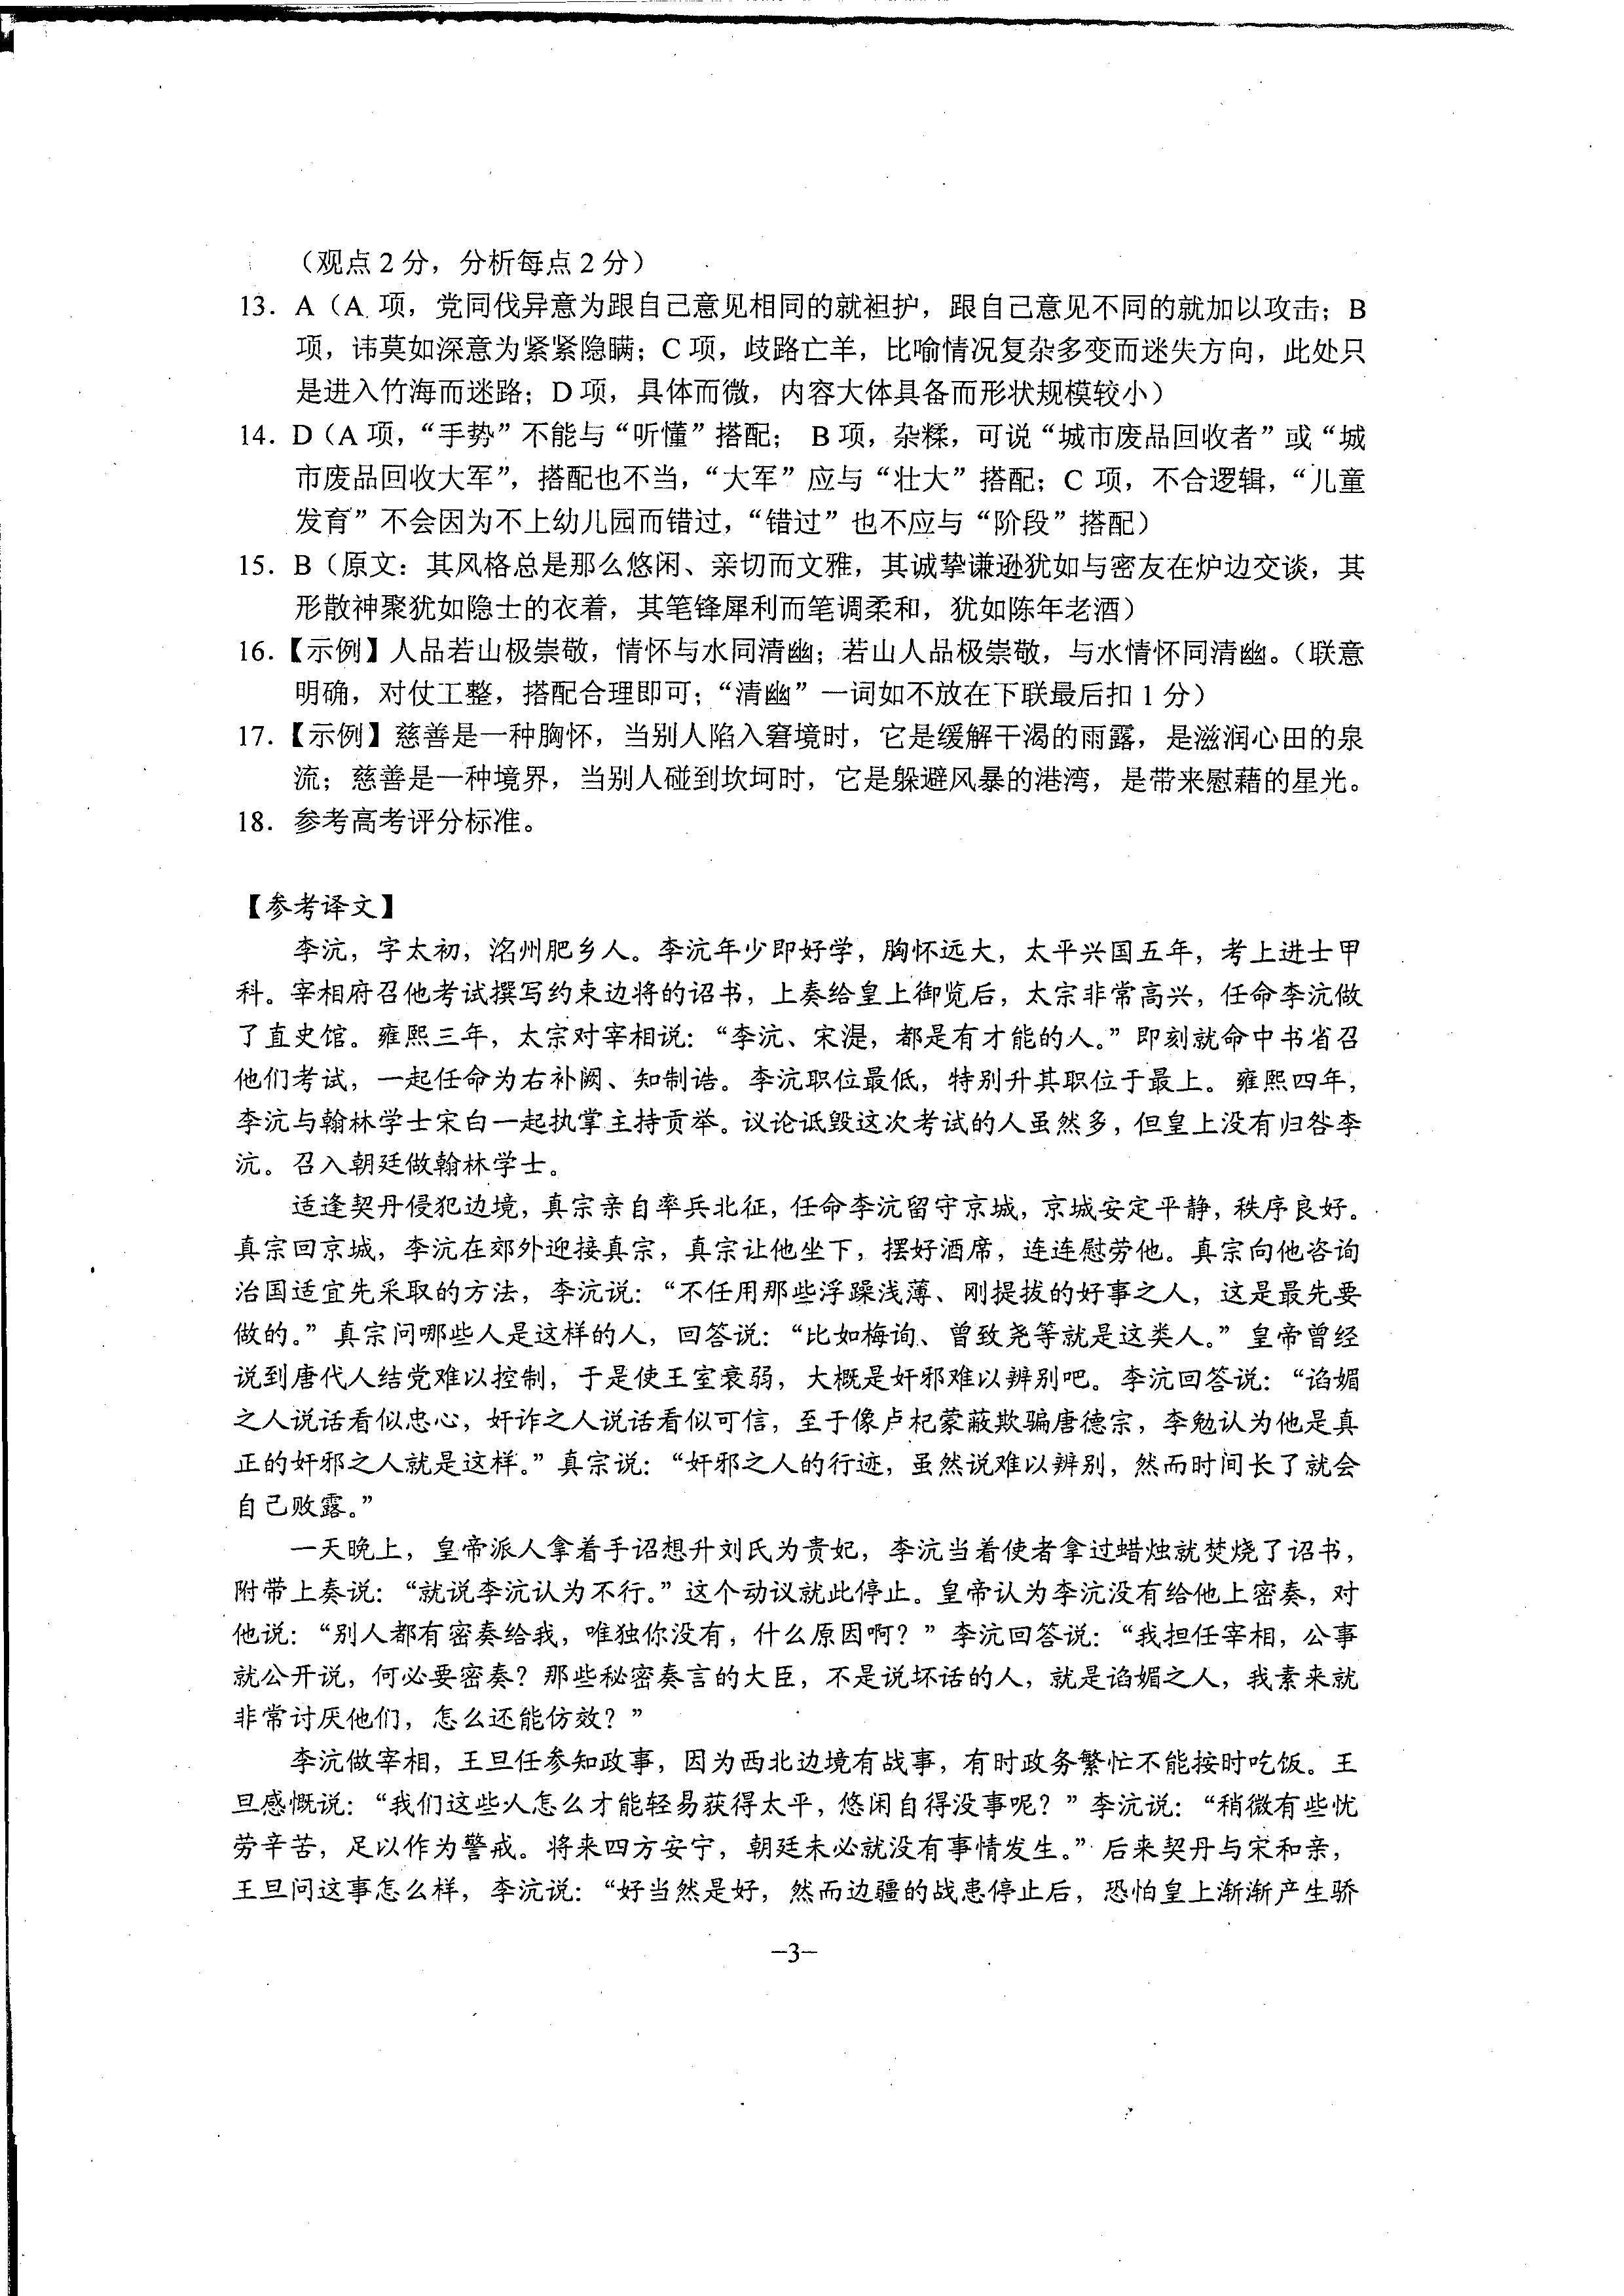 （观点 2 分，分析每点 2 分）
13. A（A 项，党同伐异意为跟自己意见相同的就袒护，跟自己意见不同的就加以攻击；B
项，讳莫如深意为紧紧隐瞒；C 项，歧路亡羊，比喻情况复杂多变而迷失方向，此处只
是进入竹海而迷路；D 项，具体而微，内容大体具备而形状规模较小）
14. D（A 项，“手势”不能与“听懂”搭配； B 项，杂糅，可说“城市废品回收者”或“城
市废品回收大军”，搭配也不当，“大军”应与“壮大”搭配；C 项，不合逻辑，“儿童
发育”不会因为不上幼儿园而错过，“错过”也不应与“阶段”搭配）
15. B（原文：其风格总是那么悠闲、亲切而文雅，其诚挚谦逊犹如与密友在炉边交谈，其
形散神聚犹如隐士的衣着，其笔锋犀利而笔调柔和，犹如陈年老酒）
16.【示例】人品若山极崇敬，情怀与水同清幽；若山人品极崇敬，与水情怀同清幽。（联意
明确，对仗工整，搭配合理即可；“清幽”一词如不放在下联最后扣 1 分）
17.【示例】慈善是一种胸怀，当别人陷入窘境时，它是缓解干渴的雨露，是滋润心田的泉
流；慈善是一种境界，当别人碰到坎坷时，它是躲避风暴的港湾，是带来慰藉的星光。
18. 参考高考评分标准。
【参考译文】
李沆，字太初，洺州肥乡人。李沆年少即好学，胸怀远大，太平兴国五年，考上进士甲
科。宰相府召他考试撰写约束边将的诏书，上奏给皇上御览后，太宗非常高兴，任命李沆做
了直史馆。雍熙三年，太宗对宰相说：“李沆、宋湜，都是有才能的人。”即刻就命中书省召
他们考试，一起任命为右补阙、知制诰。李沆职位最低，特别升其职位于最上。雍熙四年，
李沆与翰林学士宋白一起执掌主持贡举。议论诋毁这次考试的人虽然多，但皇上没有归咎李
沆。召入朝廷做翰林学士。
适逢契丹侵犯边境，真宗亲自率兵北征，任命李沆留守京城，京城安定平静，秩序良好。
真宗回京城，李沆在郊外迎接真宗，真宗让他坐下，摆好酒席，连连慰劳他。真宗向他咨询
治国适宜先采取的方法，李沆说：“不任用那些浮躁浅薄、刚提拔的好事之人，这是最先要
做的。”真宗问哪些人是这样的人，回答说：“比如梅询、曾致尧等就是这类人。”皇帝曾经
说到唐代人结党难以控制，于是使王室衰弱，大概是奸邪难以辨别吧。李沆回答说：“谄媚
之人说话看似忠心，奸诈之人说话看似可信，至于像卢杞蒙蔽欺骗唐德宗，李勉认为他是真
正的奸邪之人就是这样。”真宗说：“奸邪之人的行迹，虽然说难以辨别，然而时间长了就会
自己败露。”
一天晚上，皇帝派人拿着手诏想升刘氏为贵妃，李沆当着使者拿过蜡烛就焚烧了诏书，
附带上奏说：“就说李沆认为不行。”这个动议就此停止。皇帝认为李沆没有给他上密奏，对
他说：“别人都有密奏给我，唯独你没有，什么原因啊？”李沆回答说：“我担任宰相，公事
就公开说，何必要密奏？那些秘密奏言的大臣，不是说坏话的人，就是谄媚之人，我素来就
非常讨厌他们，怎么还能仿效？”
李沆做宰相，王旦任参知政事，因为西北边境有战事，有时政务繁忙不能按时吃饭。王
旦感慨说：“我们这些人怎么才能轻易获得太平，悠闲自得没事呢？”李沆说：“稍微有些忧
劳辛苦，足以作为警戒。将来四方安宁，朝廷未必就没有事情发生。”后来契丹与宋和亲，
王旦问这事怎么样，李沆说：“好当然是好，然而边疆的战患停止后，恐怕皇上渐渐产生骄
–3–